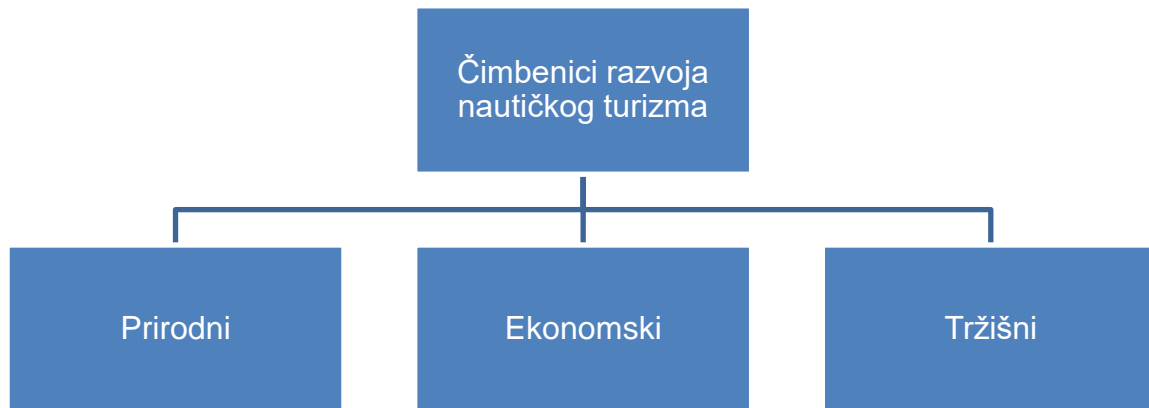 Čimbenici razvoja
nautičkog turizma
Prirodni
Ekonomski
Tržišni